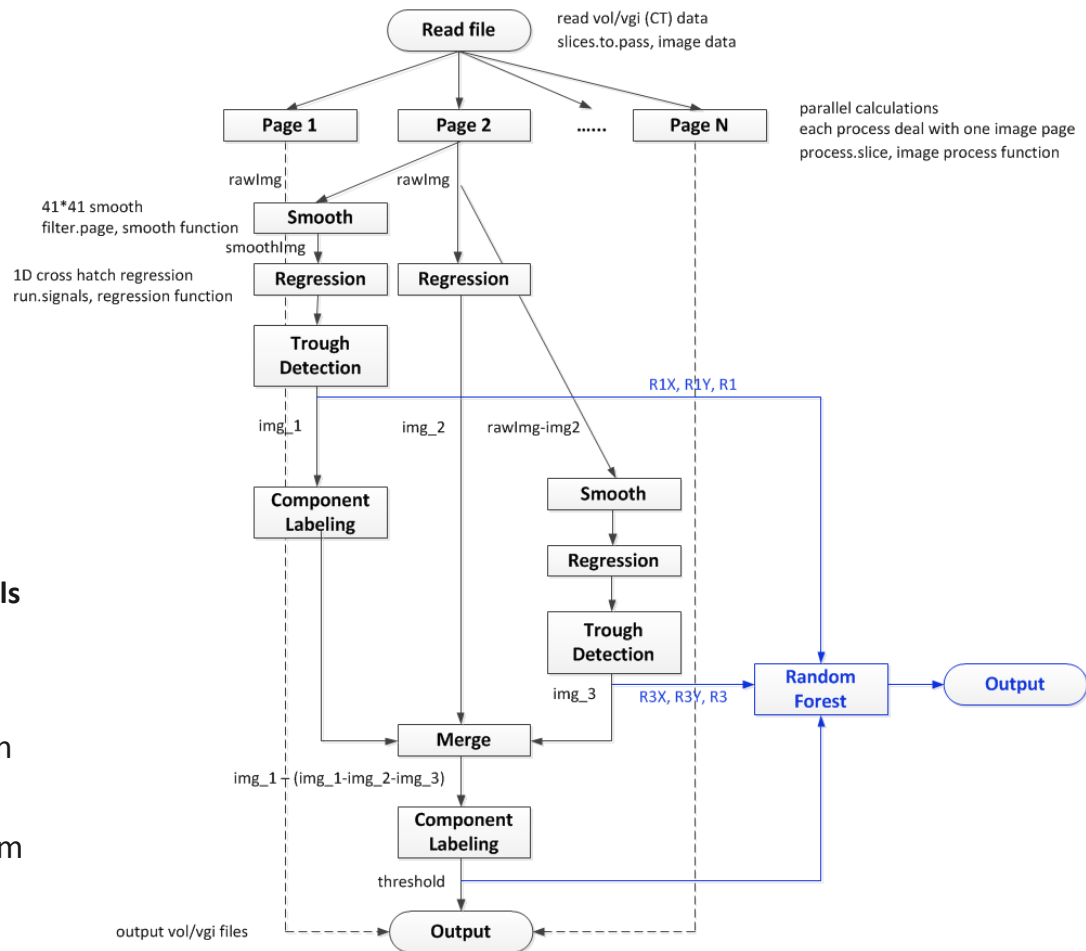 Read file
read vol/vgi (CT) data
slices.to.pass, image data
Page 1
Page 2
......
Page N
parallel calculations
each process deal with one image page
process.slice, image process function
rawImg
rawImg
41*41 smooth
filter.page, smooth function
Smooth
smoothImg
1D cross hatch regression
run.signals, regression function
Regression
Regression
Trough
Detection
R1X, R1Y, R1
img_1
img_2
rawImg-img2
Smooth
Component
Labeling
Regression
ls
Trough
Detection
Random
Forest
Output
img_3
R3X, R3Y, R3
n
Merge
img_1 – (img_1-img_2-img_3)
Component
Labeling
m
threshold
output vol/vgi files
Output